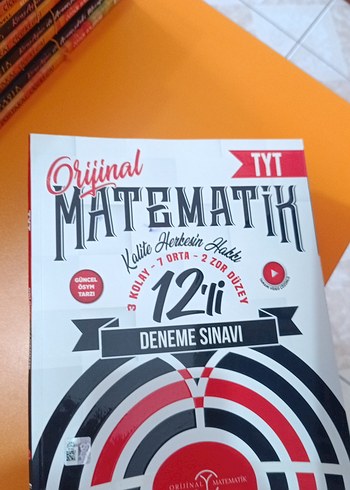 Orijinal
TYT
MATEMATİK
Kalite Herkesin Hakkı
3 KOLAY - 7 ORTA - 2 ZOR DÜZEY
GÜNCEL
ÖSYM
TARZI
12'li
DENEME SINAVI
ORİJİNAL MATEMATİK